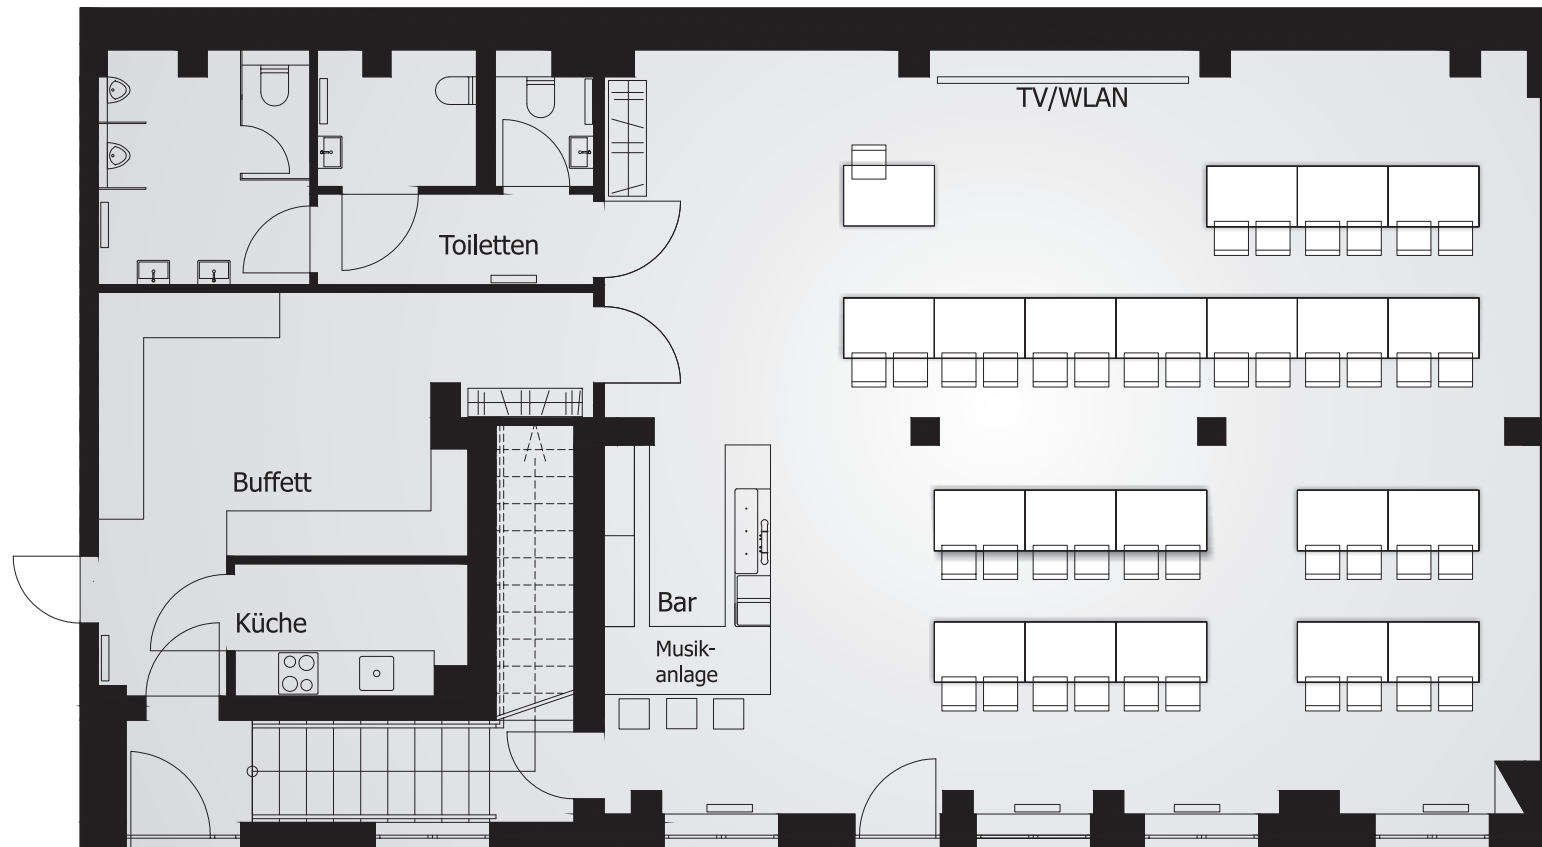 TV/WLAN
Toiletten
Buffett
Küche
Bar
Musik-
anlage